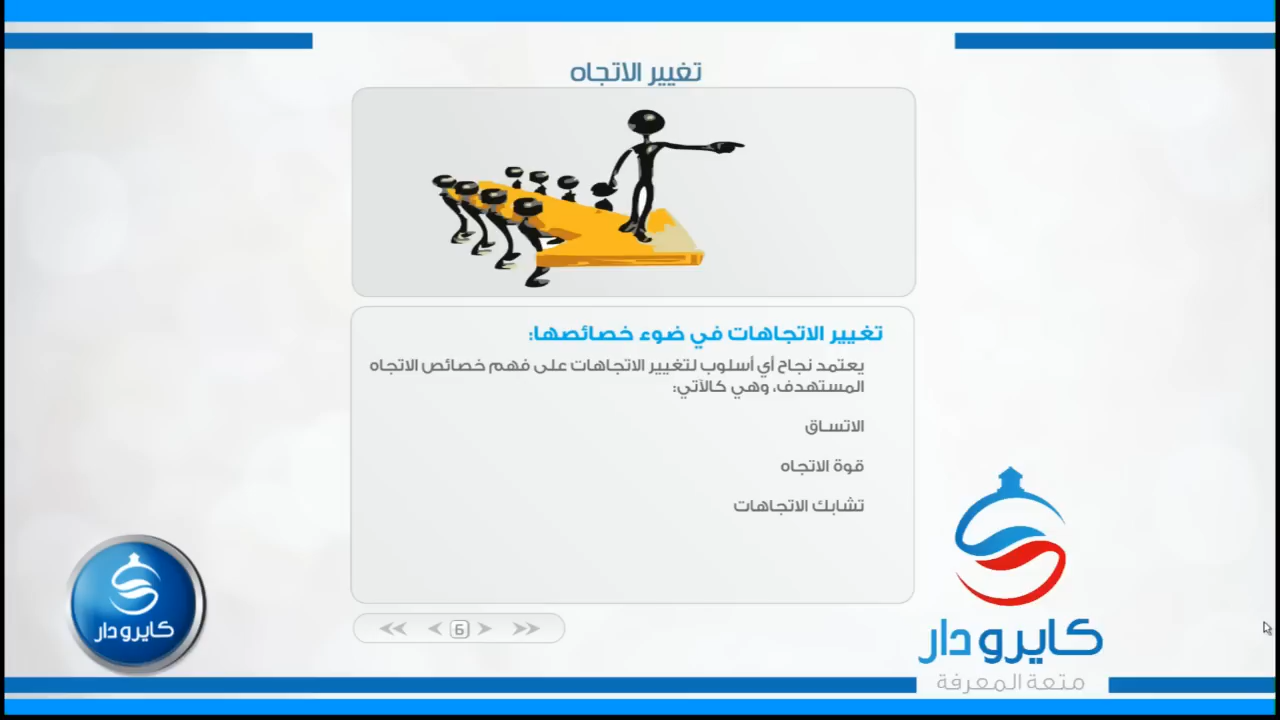 تغيير الاتجاه
تغيير الاتجاهات في ضوء خصائصها:
يعتمد نجاح أي أسلوب لتغيير الاتجاهات على فهم خصائص الاتجاه
المستهدف، وهي كالآتي:
الاتساق
قوة الاتجاه
تشابك الاتجاهات
6
كايرو دار
كايرو دار
متعة المعرفة